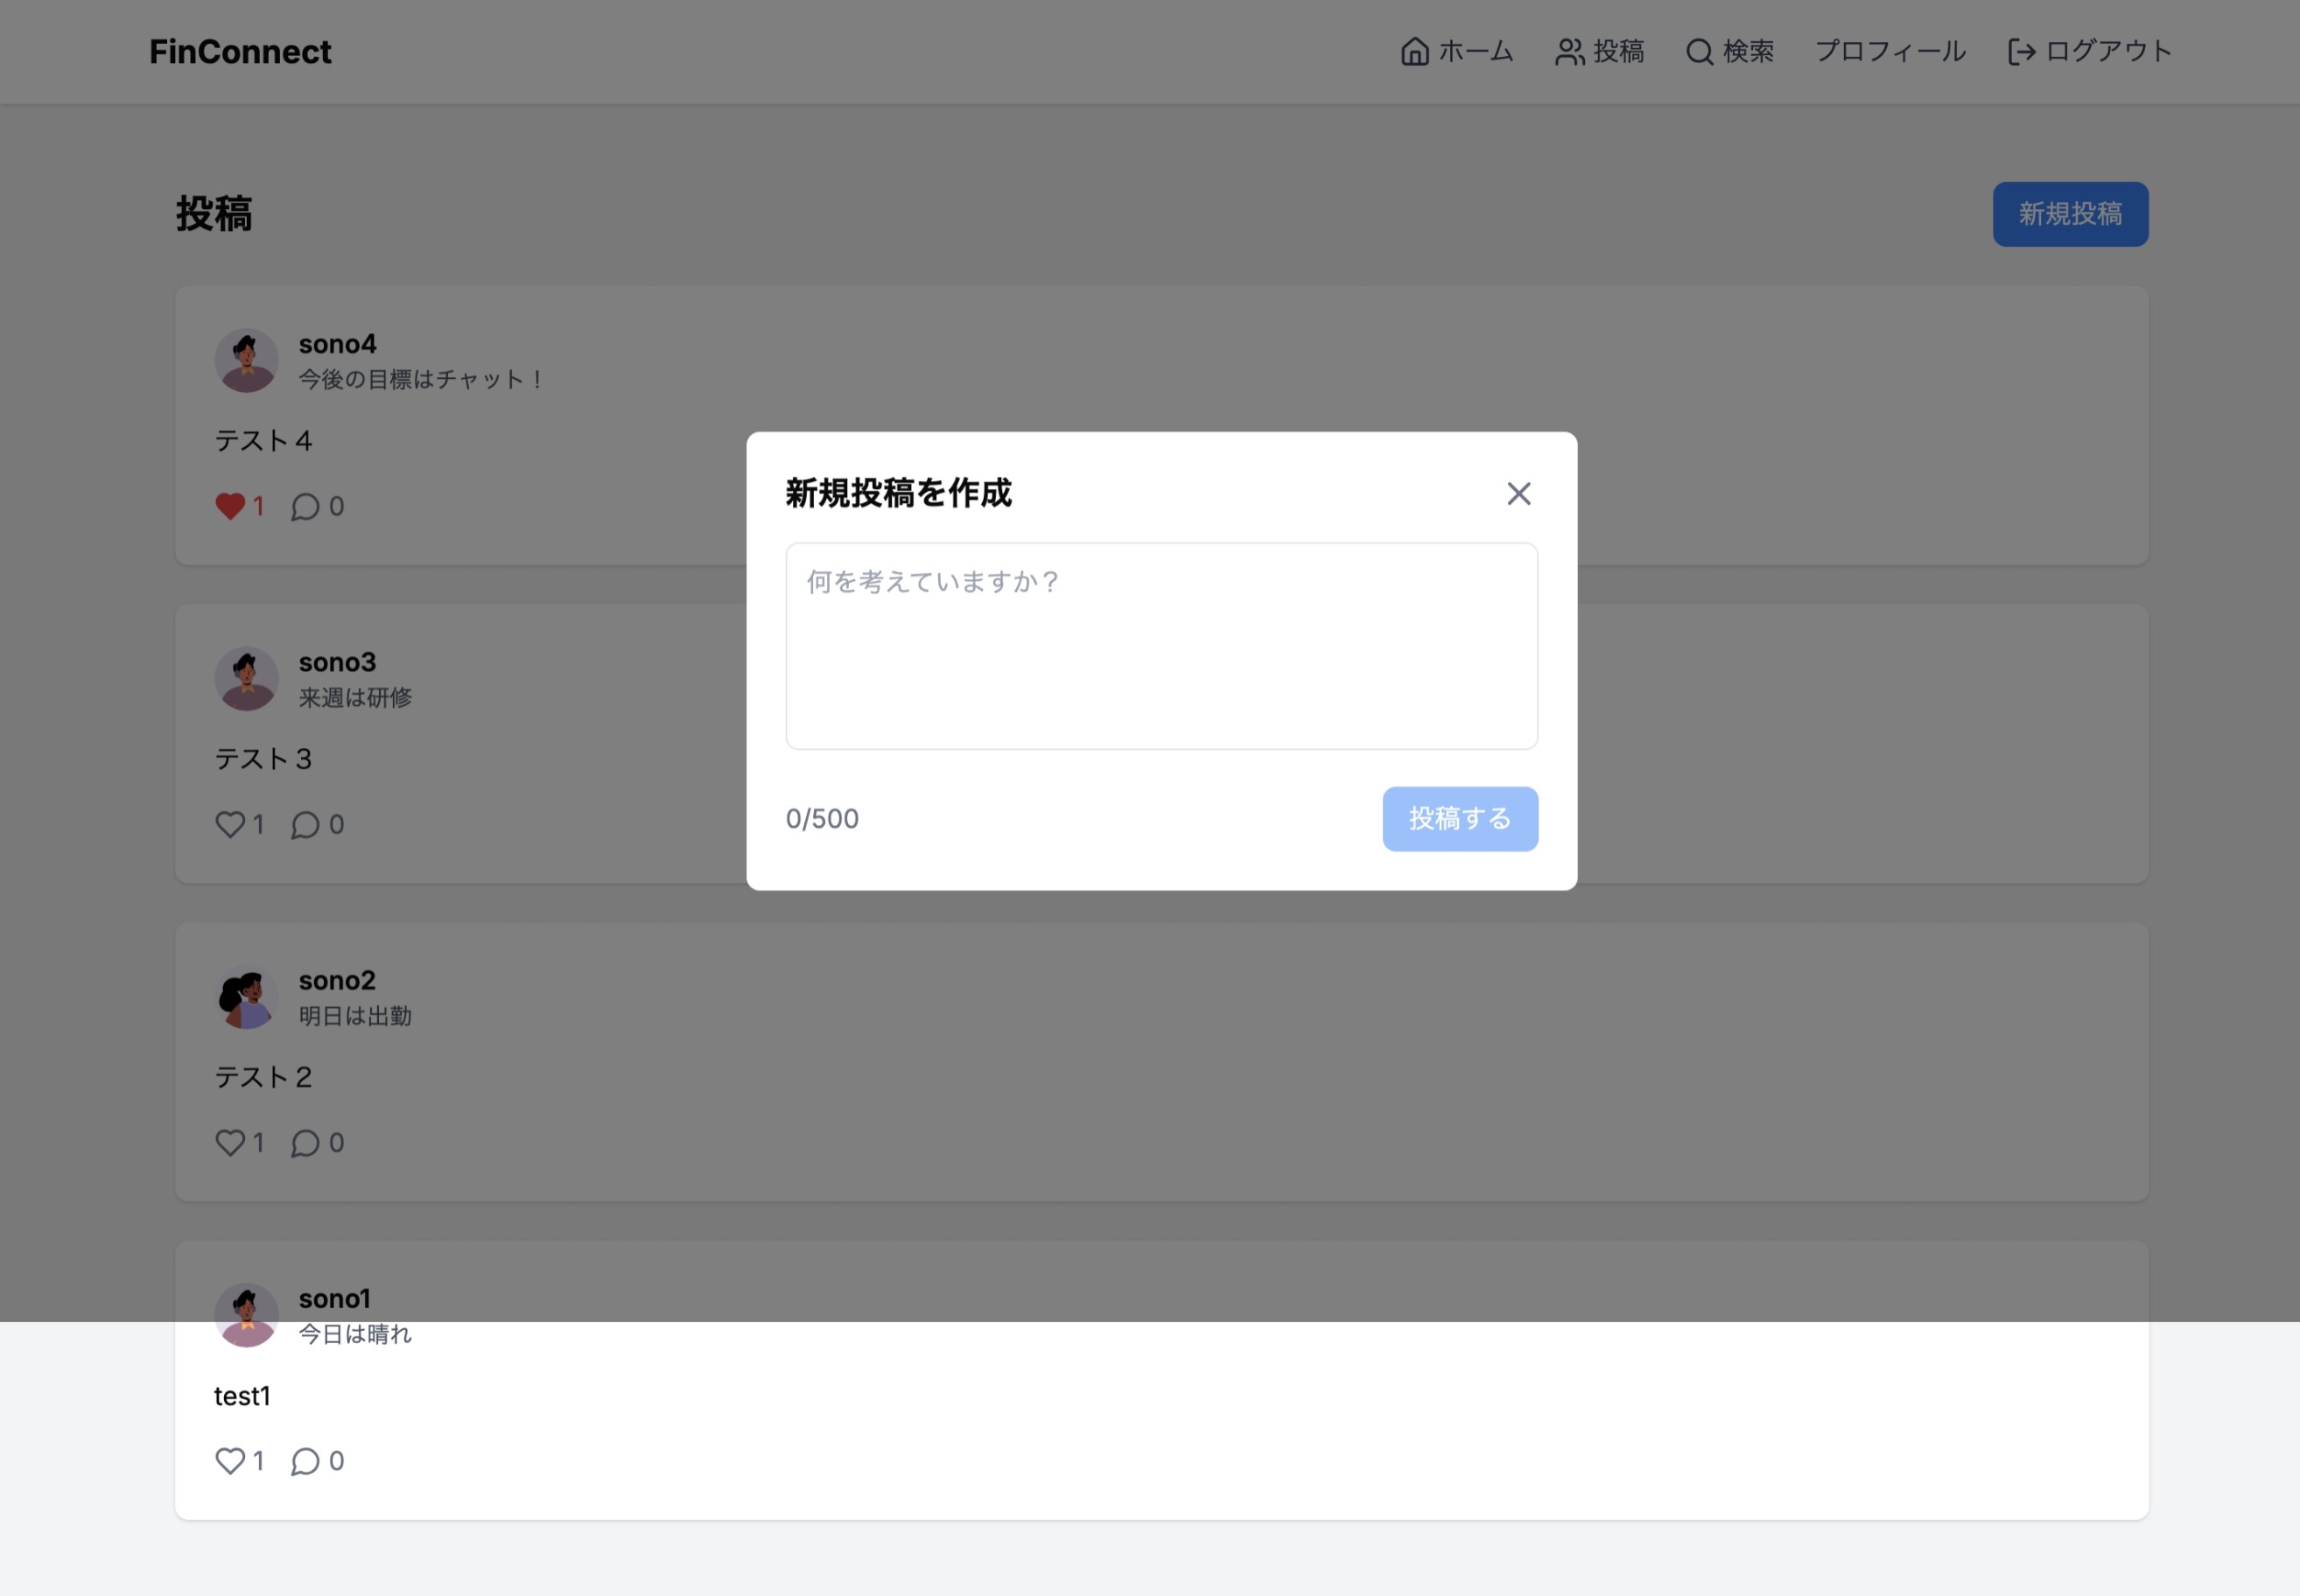 FinConnect
ホーム 投稿 検索 プロフィール ログアウト
投稿
新規投稿
sono4
今後の目標はチャット！
テスト4
1 0
新規投稿を作成
何を考えていますか？
0/500
投稿する
sono3
来週は研修
テスト3
1 0
sono2
明日は出勤
テスト2
1 0
sono1
今日は晴れ
test1
1 0